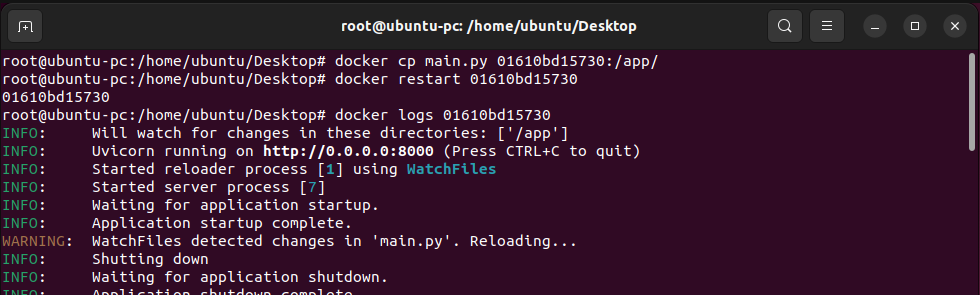 root@ubuntu-pc: /home/ubuntu/Desktop
root@ubuntu-pc:/home/ubuntu/Desktop# docker cp main.py 01610bd15730:/app/
root@ubuntu-pc:/home/ubuntu/Desktop# docker restart 01610bd15730
01610bd15730
root@ubuntu-pc:/home/ubuntu/Desktop# docker logs 01610bd15730
INFO:     Will watch for changes in these directories: ['/app']
INFO:     Uvicorn running on http://0.0.0.0:8000 (Press CTRL+C to quit)
INFO:     Started reloader process [1] using WatchFiles
INFO:     Started server process [7]
INFO:     Waiting for application startup.
INFO:     Application startup complete.
WARNING:  WatchFiles detected changes in 'main.py'. Reloading...
INFO:     Shutting down
INFO:     Waiting for application shutdown.
INFO:     Application shutdown complete.